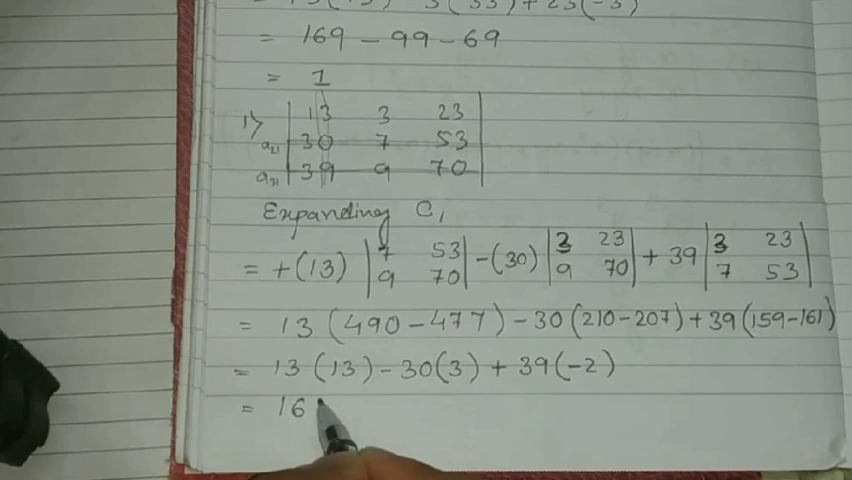 = 169 - 99 - 69
= 1
1) | 13 3 23 |
a21 | 30 7 53 |
a31 | 39 9 70 |
Expanding C1
= +(13) | 7 53 | -(30) | 3 23 | + 39 | 3 23 |
| 9 70 | | 9 70 | | 7 53 |
= 13 (490-477) - 30(210-207) + 39(159-161)
= 13 (13) - 30(3) + 39(-2)
= 16